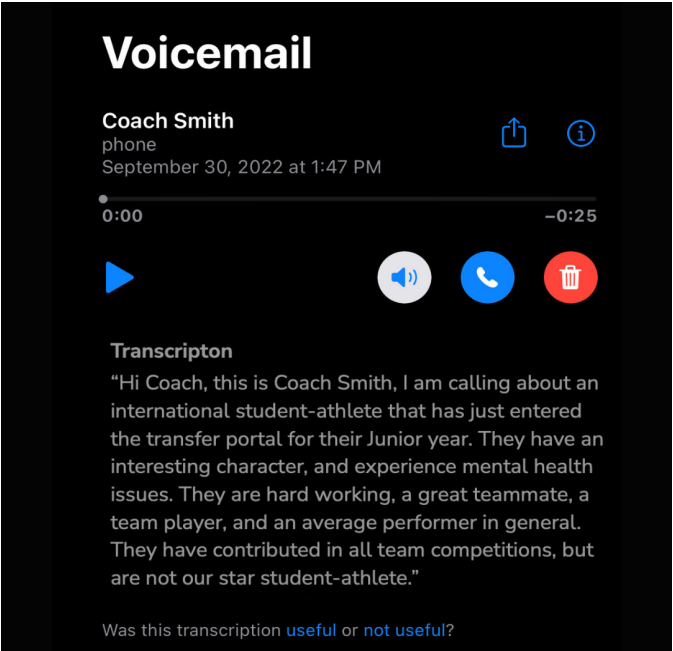 Voicemail
Coach Smith
phone
September 30, 2022 at 1:47 PM
0:00 −0:25
Transcripton
“Hi Coach, this is Coach Smith, I am calling about an
international student-athlete that has just entered
the transfer portal for their Junior year. They have an
interesting character, and experience mental health
issues. They are hard working, a great teammate, a
team player, and an average performer in general.
They have contributed in all team competitions, but
are not our star student-athlete.”
Was this transcription useful or not useful?